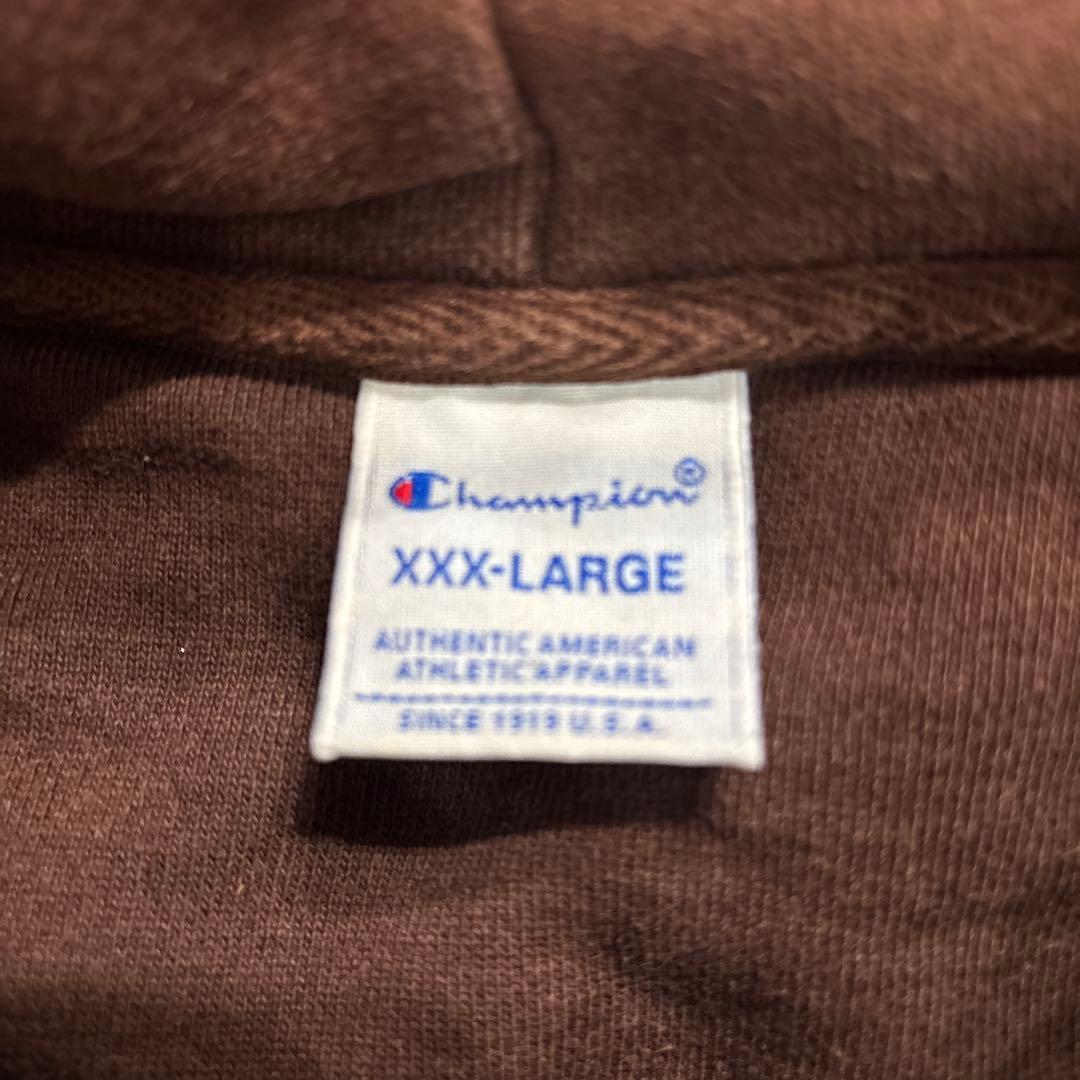 Champion®
XXX-LARGE
AUTHENTIC AMERICAN
ATHLETIC APPAREL
SINCE 1919 U.S.A.